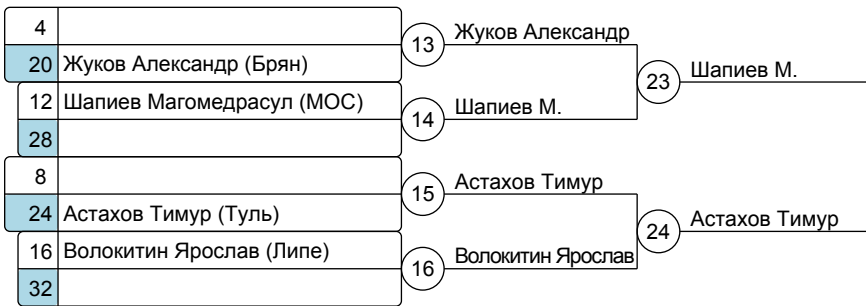 4
20 Жуков Александр (Брян)
13 Жуков Александр
12 Шапиев Магомедрасул (МОС)
28
14 Шапиев М.
23 Шапиев М.
8
24 Астахов Тимур (Туль)
15 Астахов Тимур
16 Волокитин Ярослав (Липе)
32
16 Волокитин Ярослав
24 Астахов Тимур